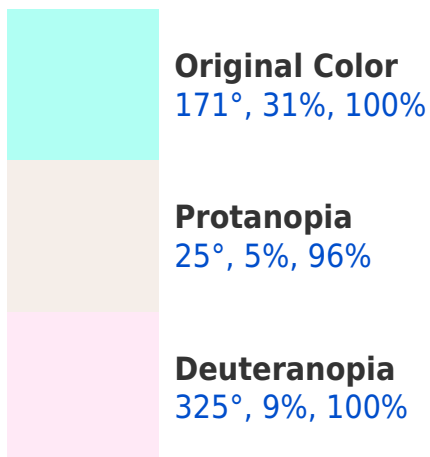 Original Color
171°, 31%, 100%
Protanopia
25°, 5%, 96%
Deuteranopia
325°, 9%, 100%